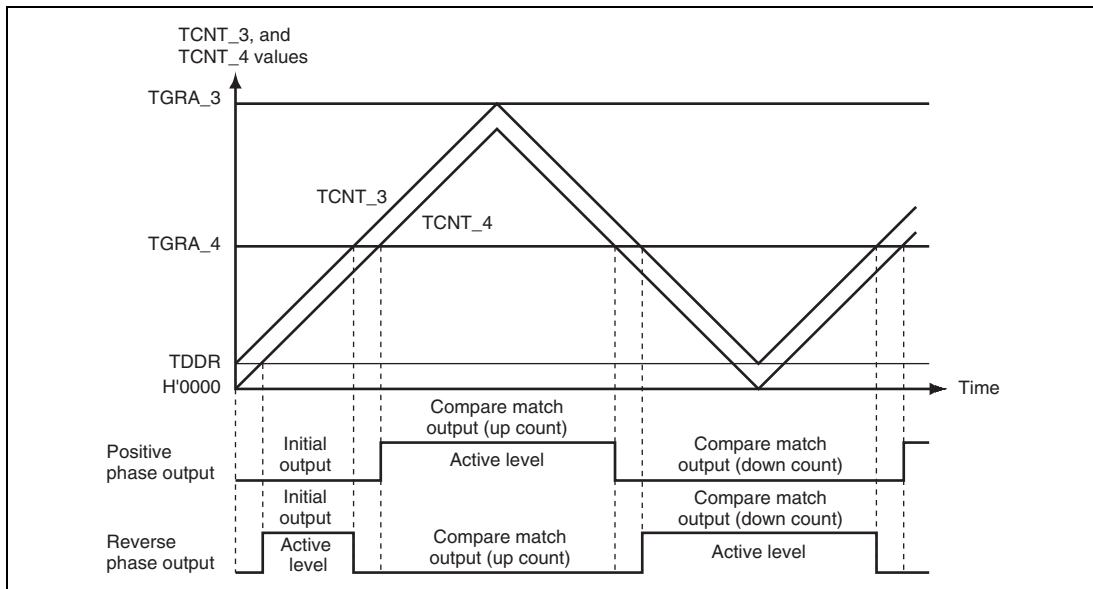 TCNT_3, and
TCNT_4 values
TGRA_3
TCNT_3
TCNT_4
TGRA_4
TDDR
H'0000
Time
Compare match
output (up count)
Positive
phase output
Initial
output
Active level
Compare match
output (down count)
Initial
output
Compare match
output (down count)
Reverse
phase output
Active
level
Compare match
output (up count)
Active level